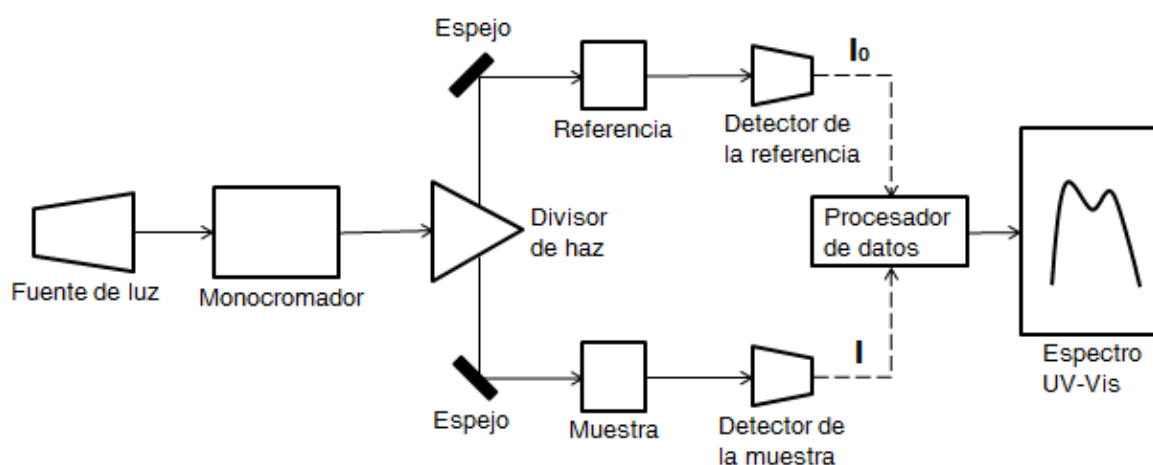 Espejo
I₀
Referencia
Detector de
la referencia
Fuente de luz
Monocromador
Divisor
de haz
Procesador
de datos
Espejo
Muestra
I
Detector de
la muestra
Espectro
UV-Vis